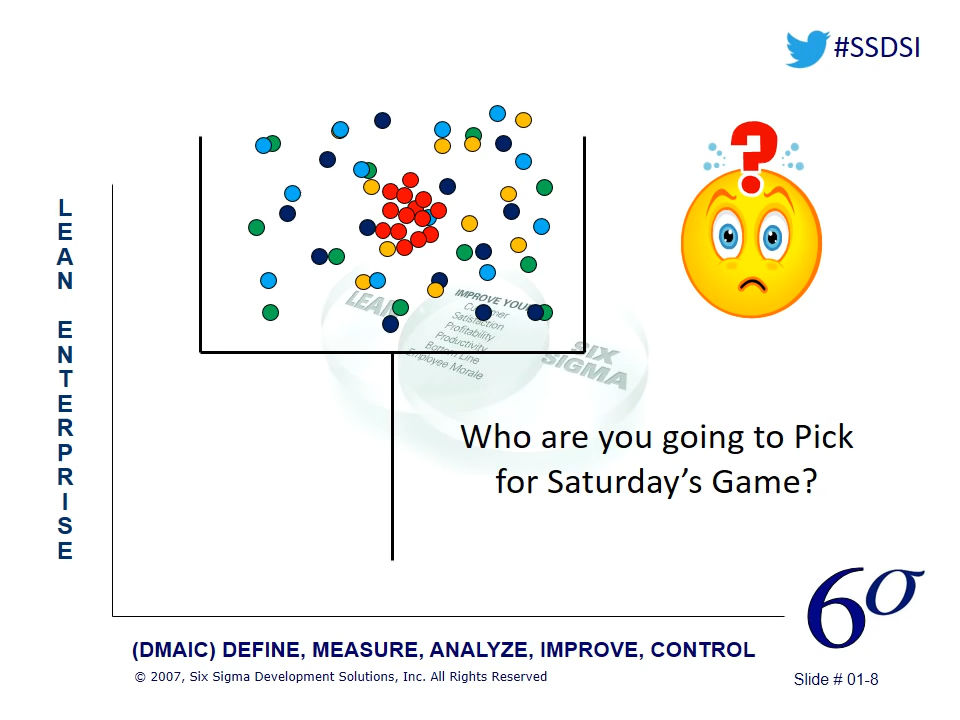 #SSDSI
?
LEAN ENTERPRISE
LEAN
IMPROVE YOUR
Customer
Satisfaction
Profitability
Productivity
Bottom Line
Employee Morale
SIX
SIGMA
Who are you going to Pick
for Saturday’s Game?
6σ
(DMAIC) DEFINE, MEASURE, ANALYZE, IMPROVE, CONTROL
© 2007, Six Sigma Development Solutions, Inc. All Rights Reserved
Slide # 01-8